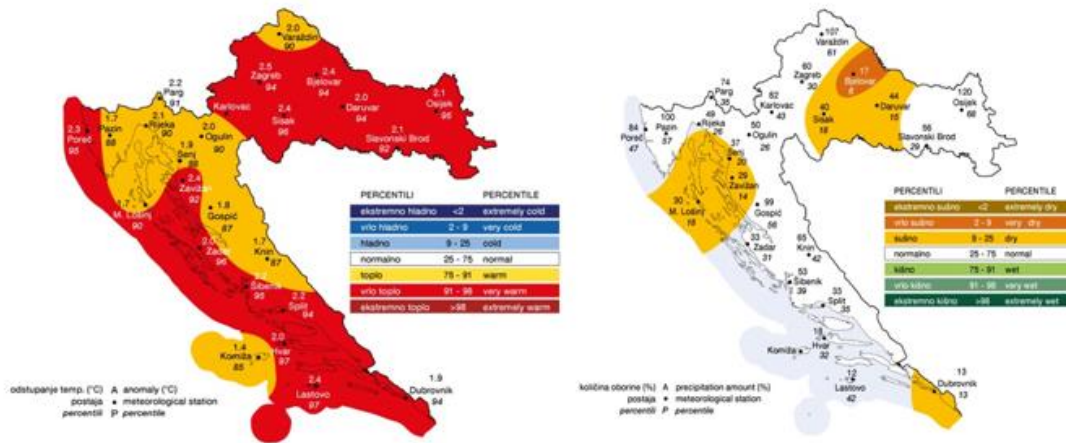 2.0
Varaždin
90
2.5
Zagreb
94
2.4
Bjelovar
94
2.2
Parg
91
Karlovac
2.4
Sisak
96
2.0
Daruvar
94
2.1
Osijek
95
2.1
Slavonski Brod
92
2.3
Poreč
95
1.7
Pazin
88
2.1
Rijeka
90
2.0
Ogulin
90
1.9
Senj
88
2.4
Zavižan
92
1.7
M. Lošinj
90
1.8
Gospić
87
2.0
Zadar
96
1.7
Knin
87
Šibenik
95
2.2
Split
94
1.4
Komiža
85
2.0
Hvar
97
2.4
Lastovo
97
1.9
Dubrovnik
94
PERCENTILI PERCENTILE
ekstremno hladno <2 extremely cold
vrlo hladno 2 - 9 very cold
hladno 9 - 25 cold
normalno 25 - 75 normal
toplo 75 - 91 warm
vrlo toplo 91 - 98 very warm
ekstremno toplo >98 extremely warm
odstupanje temp. (°C) A anomaly (°C)
postaja • meteorological station
percentili P percentile
107
Varaždin
61
60
Zagreb
30
17
Bjelovar
6
74
Parg
35
62
Karlovac
43
40
Sisak
18
44
Daruvar
15
120
Osijek
66
56
Slavonski Brod
29
84
Poreč
47
100
Pazin
57
49
Rijeka
26
50
Ogulin
26
37
Senj
29
Zavižan
14
30
M. Lošinj
16
99
Gospić
56
33
Zadar
31
65
Knin
42
53
Šibenik
39
33
Split
35
Komiža
18
Hvar
32
12
Lastovo
42
13
Dubrovnik
13
PERCENTILI PERCENTILE
ekstremno sušno <2 extremely dry
vrlo sušno 2 - 9 very dry
sušno 9 - 25 dry
normalno 25 - 75 normal
kišno 75 - 91 wet
vrlo kišno 91 - 98 very wet
ekstremno kišno >98 extremely wet
količina oborine (%) A precipitation amount (%)
postaja • meteorological station
percentili P percentile